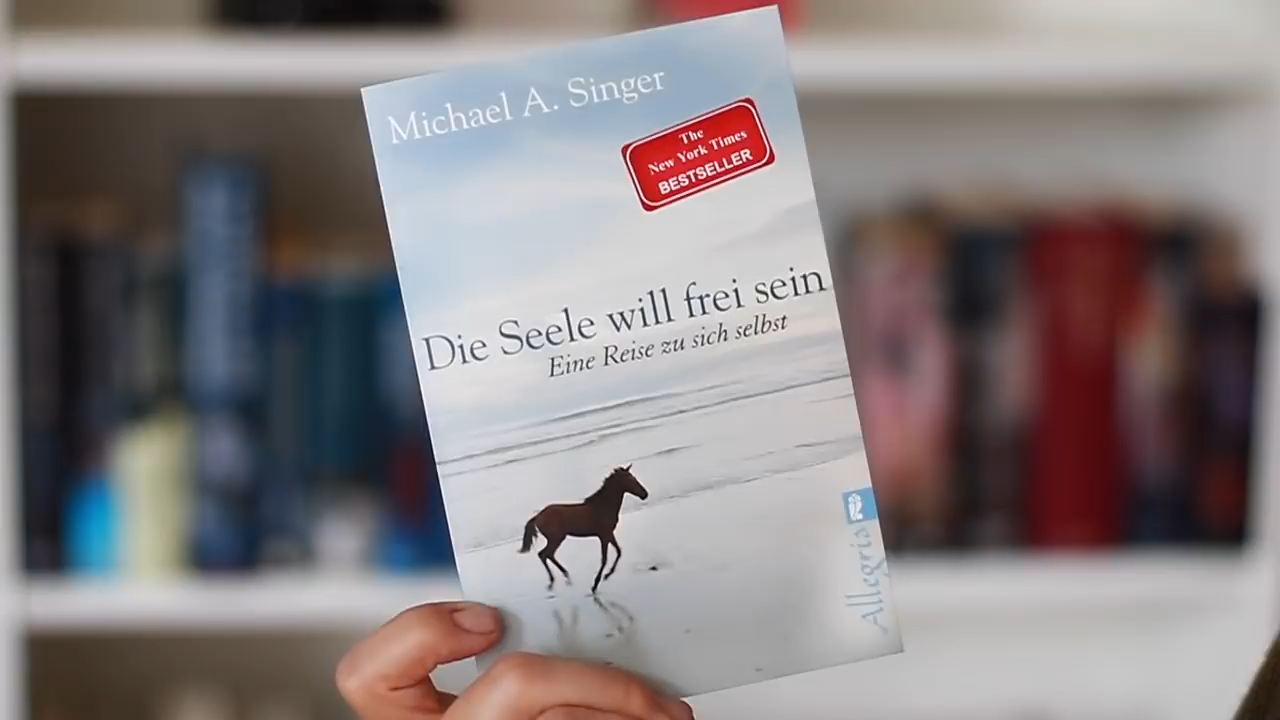 Michael A. Singer
The
New York Times
BESTSELLER
Die Seele will frei sein
Eine Reise zu sich selbst
Allegria